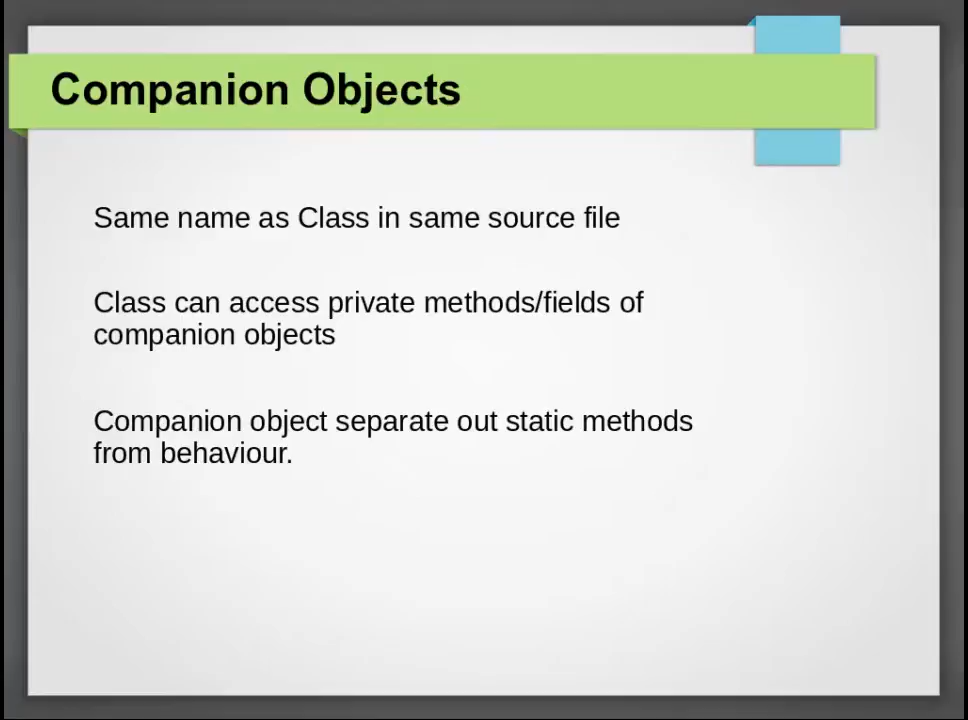 Companion Objects
Same name as Class in same source file
Class can access private methods/fields of
companion objects
Companion object separate out static methods
from behaviour.